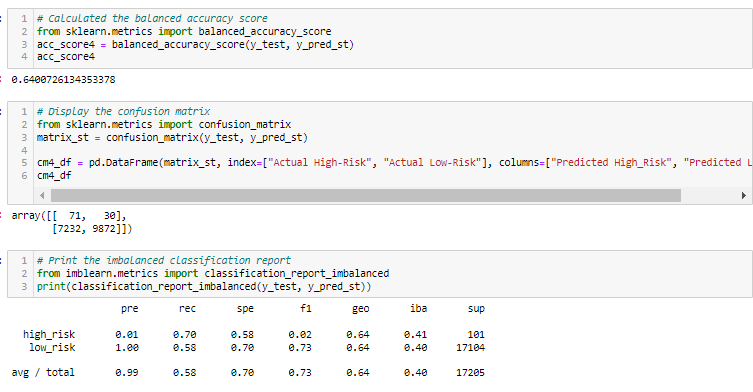 1 # Calculated the balanced accuracy score
2 from sklearn.metrics import balanced_accuracy_score
3 acc_score4 = balanced_accuracy_score(y_test, y_pred_st)
4 acc_score4
0.6400726134353378
1 # Display the confusion matrix
2 from sklearn.metrics import confusion_matrix
3 matrix_st = confusion_matrix(y_test, y_pred_st)
4
5 cm4_df = pd.DataFrame(matrix_st, index=["Actual High-Risk", "Actual Low-Risk"], columns=["Predicted High_Risk", "Predicted L
6 cm4_df
array([[  71,   30],
       [7232, 9872]])
1 # Print the imbalanced classification report
2 from imblearn.metrics import classification_report_imbalanced
3 print(classification_report_imbalanced(y_test, y_pred_st))
pre rec spe f1 geo iba sup
high_risk 0.01 0.70 0.58 0.02 0.64 0.41 101
low_risk 1.00 0.58 0.70 0.73 0.64 0.40 17104
avg / total 0.99 0.58 0.70 0.73 0.64 0.40 17205